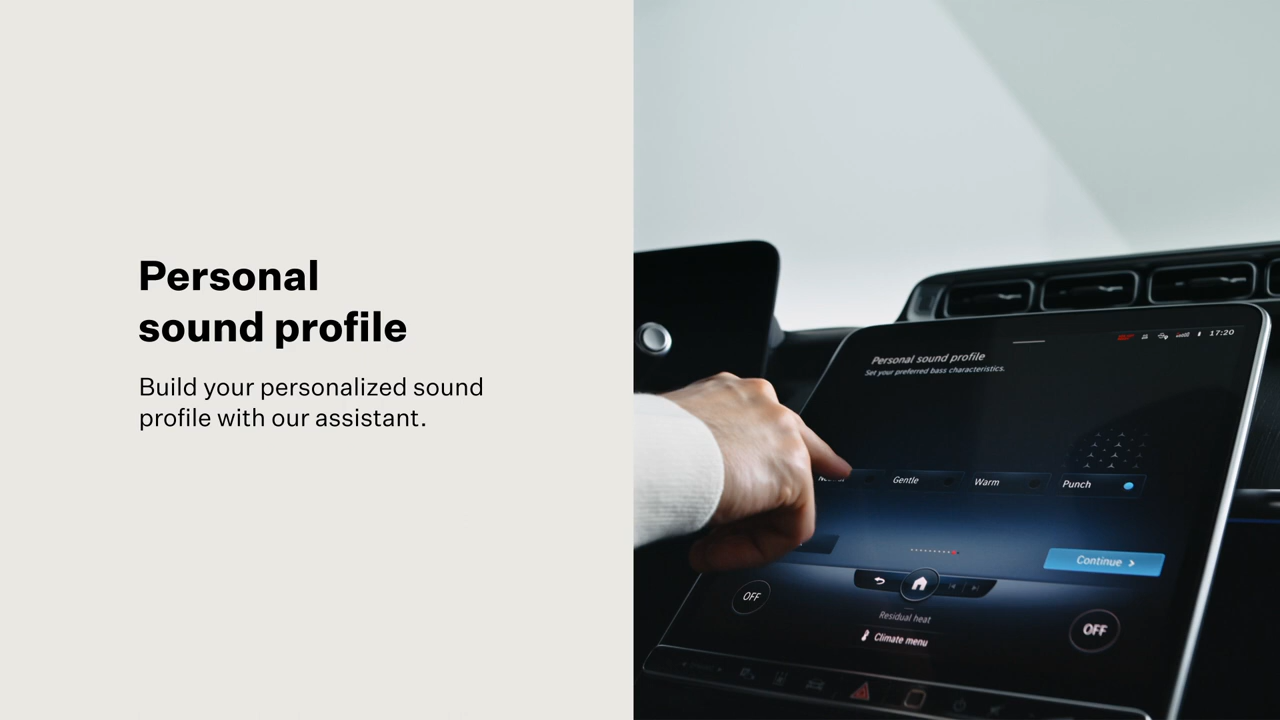 Personal
sound profile
Build your personalized sound
profile with our assistant.
17:20
Personal sound profile
Set your preferred bass characteristics.
Gentle
Warm
Punch
Continue
OFF
OFF
Residual heat
Climate menu